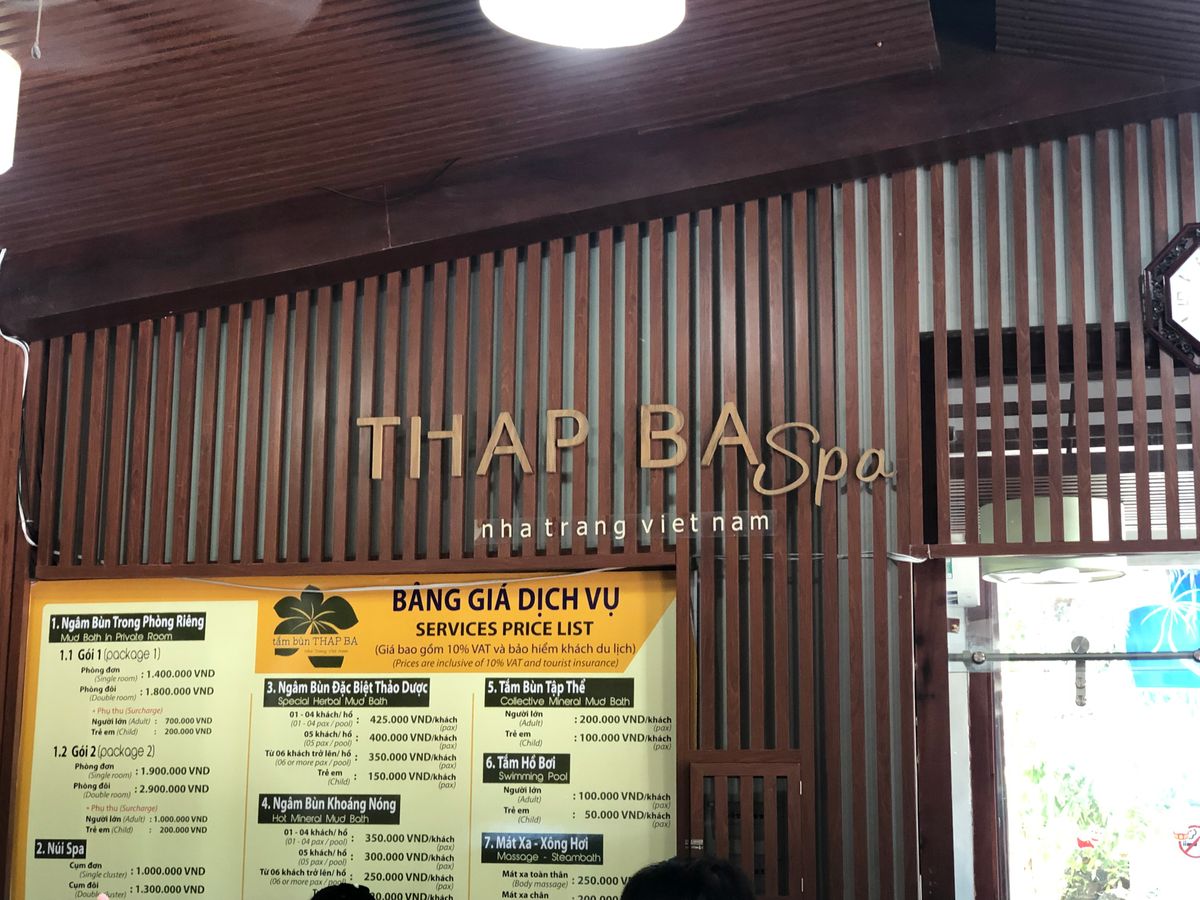 THAP BA Spa
nha trang viet nam
tắm bùn THAP BA
Nha Trang Viet Nam
BẢNG GIÁ DỊCH VỤ
SERVICES PRICE LIST
(Giá bao gồm 10% VAT và bảo hiểm khách du lịch)
(Prices are inclusive of 10% VAT and tourist insurance)
1. Ngâm Bùn Trong Phòng Riêng
Mud Bath in Private Room
1.1 Gói 1 (package 1)
Phòng đơn : 1.400.000 VND
(Single room)
Phòng đôi : 1.800.000 VND
(Double room)
• Phụ thu (Surcharge)
Người lớn (Adult) : 700.000 VND
Trẻ em (Child) : 200.000 VND
1.2 Gói 2 (package 2)
Phòng đơn : 1.900.000 VND
(Single room)
Phòng đôi : 2.900.000 VND
(Double room)
• Phụ thu (Surcharge)
Người lớn (Adult) : 1.000.000 VND
Trẻ em (Child) : 200.000 VND
2. Núi Spa
Cụm đơn : 1.000.000 VND
(Single cluster)
Cụm đôi : 1.300.000 VND
(Double cluster)
3. Ngâm Bùn Đặc Biệt Thảo Dược
Special Herbal Mud Bath
01 - 04 khách/ hồ : 425.000 VND/khách
(01 - 04 pax / pool) (pax)
05 khách/ hồ : 400.000 VND/khách
(05 pax / pool) (pax)
Từ 06 khách trở lên/ hồ : 350.000 VND/khách
(06 or more pax / pool) (pax)
Trẻ em : 150.000 VND/khách
(Child) (pax)
4. Ngâm Bùn Khoáng Nóng
Hot Mineral Mud Bath
01 - 04 khách/ hồ : 350.000 VND/khách
(01 - 04 pax / pool) (pax)
05 khách/ hồ : 300.000 VND/khách
(05 pax / pool) (pax)
Từ 06 khách trở lên/ hồ : 250.000 VND/khách
(06 or more pax / pool) (pax)
5. Tắm Bùn Tập Thể
Collective Mineral Mud Bath
Người lớn : 200.000 VND/khách
(Adult) (pax)
Trẻ em : 100.000 VND/khách
(Child) (pax)
6. Tắm Hồ Bơi
Swimming Pool
Người lớn : 100.000 VND/khách
(Adult) (pax)
Trẻ em : 50.000 VND/khách
(Child) (pax)
7. Mát Xa - Xông Hơi
Massage - Steambath
Mát xa toàn thân : 250.000
(Body massage)
Mát xa chân